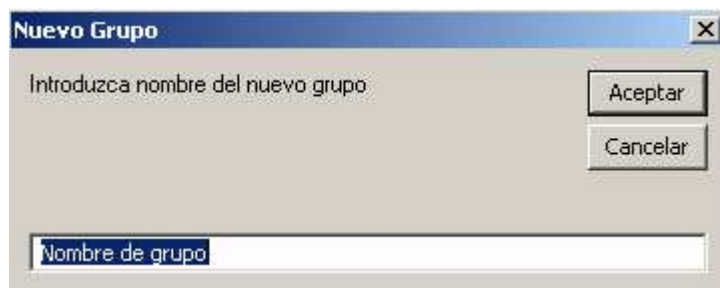 Nuevo Grupo
Introduzca nombre del nuevo grupo
Aceptar
Cancelar
Nombre de grupo